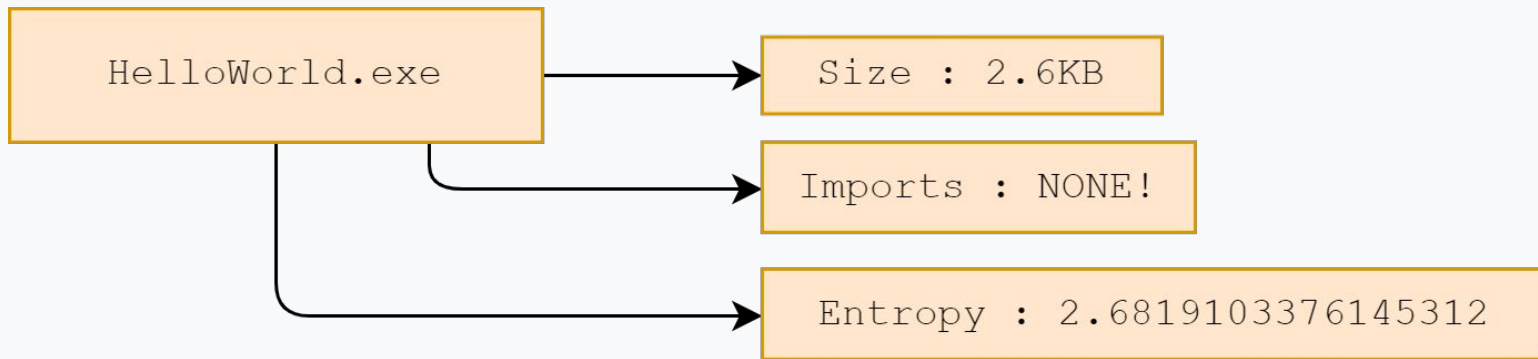 HelloWorld.exe
Size : 2.6KB
Imports : NONE!
Entropy : 2.6819103376145312